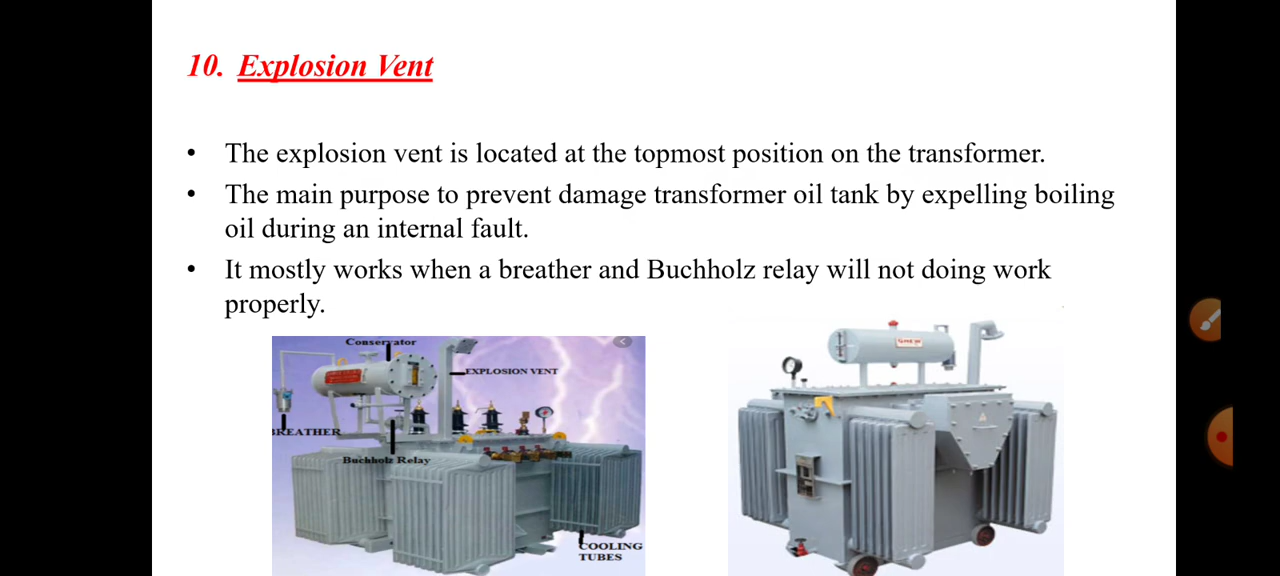 10. Explosion Vent
• The explosion vent is located at the topmost position on the transformer.
• The main purpose to prevent damage transformer oil tank by expelling boiling
oil during an internal fault.
• It mostly works when a breather and Buchholz relay will not doing work
properly.
Conservator
EXPLOSION VENT
BREATHER
Buchholz Relay
COOLING
TUBES